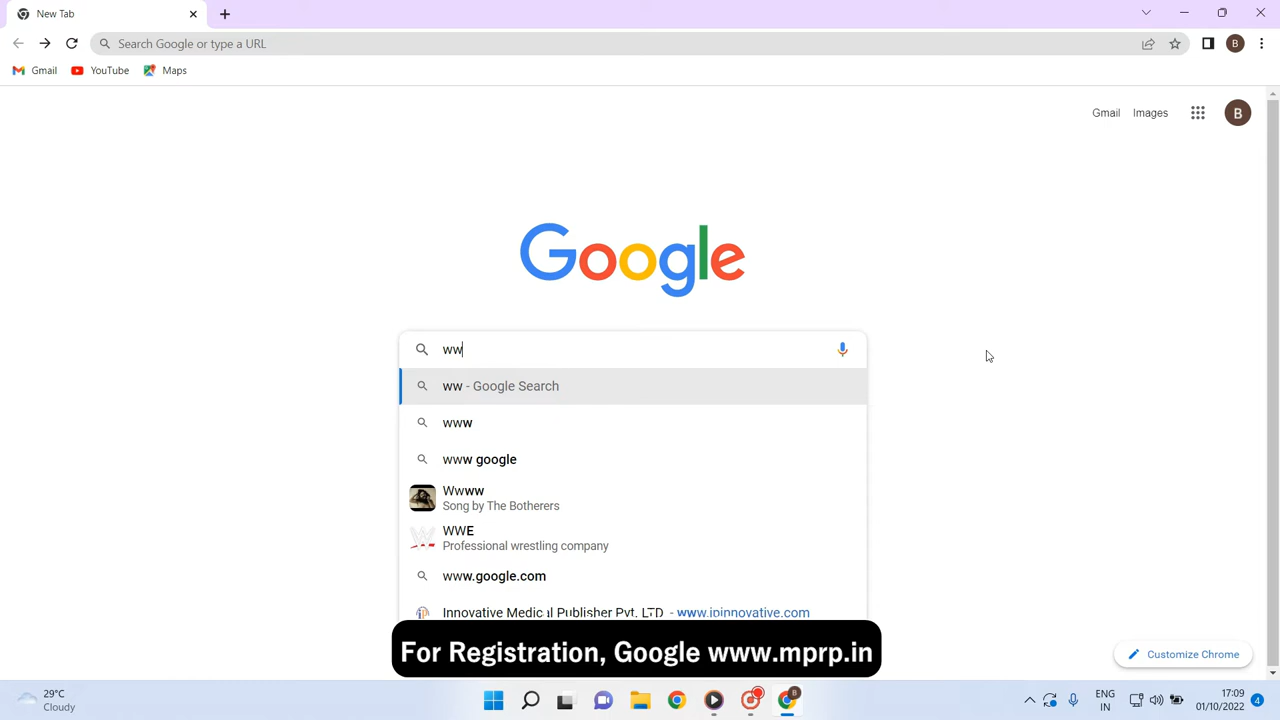 New Tab
Search Google or type a URL
B
Gmail YouTube Maps
Gmail Images B
Google
ww
ww - Google Search
www
www google
Wwww
Song by The Botherers
WWE
Professional wrestling company
www.google.com
Innovative Medical Publisher Pvt. LTD - www.ipinnovative.com
For Registration, Google www.mprp.in
Customize Chrome
29°C
Cloudy
B
ENG
IN
17:09
01/10/2022
4